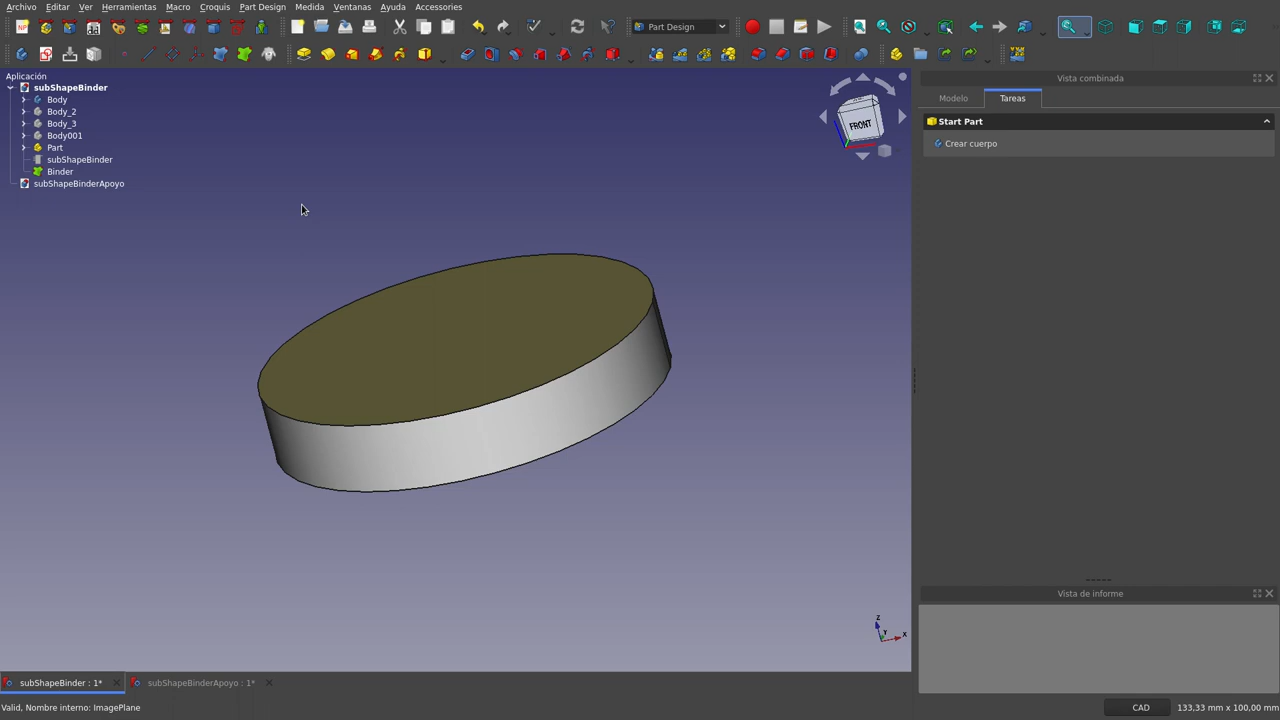 Archivo Editar Ver Herramientas Macro Croquis Part Design Medida Ventanas Ayuda Accessories
Part Design
Aplicación
subShapeBinder
Body
Body_2
Body_3
Body001
Part
subShapeBinder
Binder
subShapeBinderApoyo
FRONT
Z
Y
X
Vista combinada
Modelo Tareas
Start Part
Crear cuerpo
Vista de informe
subShapeBinder : 1* subShapeBinderApoyo : 1*
Valid, Nombre interno: ImagePlane
CAD 133,33 mm x 100,00 mm